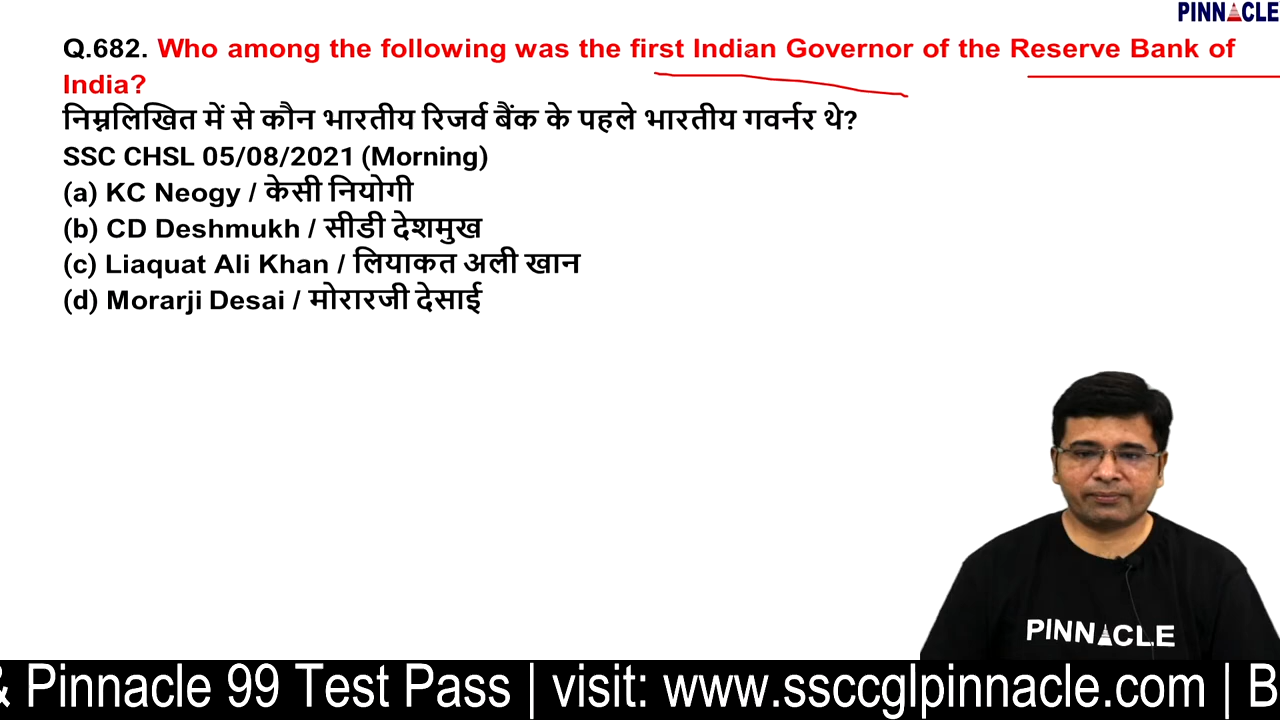 PINNACLE
Q.682. Who among the following was the first Indian Governor of the Reserve Bank of
India?
निम्नलिखित में से कौन भारतीय रिजर्व बैंक के पहले भारतीय गवर्नर थे?
SSC CHSL 05/08/2021 (Morning)
(a) KC Neogy / केसी नियोगी
(b) CD Deshmukh / सीडी देशमुख
(c) Liaquat Ali Khan / लियाकत अली खान
(d) Morarji Desai / मोरारजी देसाई
PINNACLE
& Pinnacle 99 Test Pass | visit: www.ssccglpinnacle.com | B